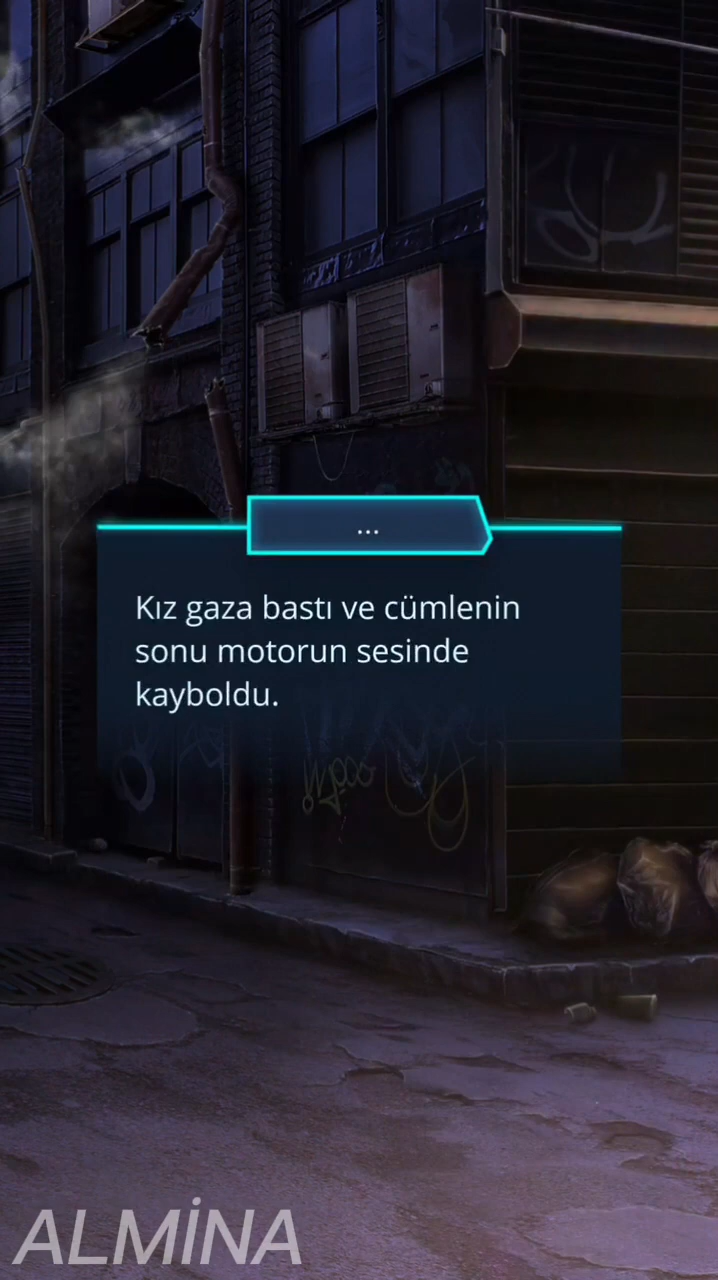 ...
Kız gaza bastı ve cümlenin
sonu motorun sesinde
kayboldu.
ALMİNA